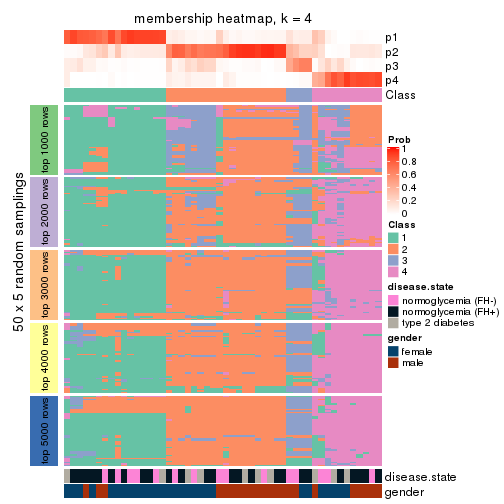 membership heatmap, k = 4
p1
p2
p3
p4
Class
50 x 5 random samplings
top 1000 rows
top 2000 rows
top 3000 rows
top 4000 rows
top 5000 rows
disease.state
gender
Prob
1
0.8
0.6
0.4
0.2
0
Class
1
2
3
4
disease.state
normoglycemia (FH-)
normoglycemia (FH+)
type 2 diabetes
gender
female
male